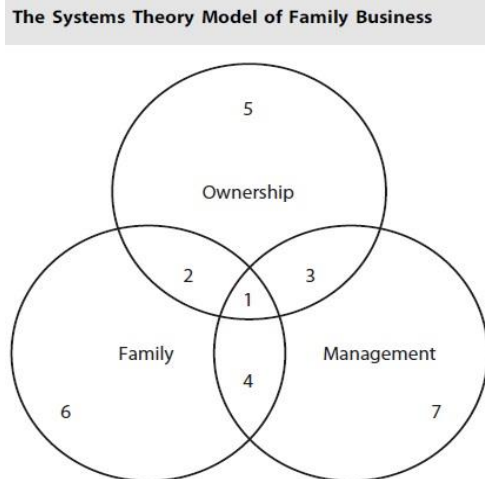 The Systems Theory Model of Family Business
5
Ownership
2
3
1
Family
Management
4
6
7